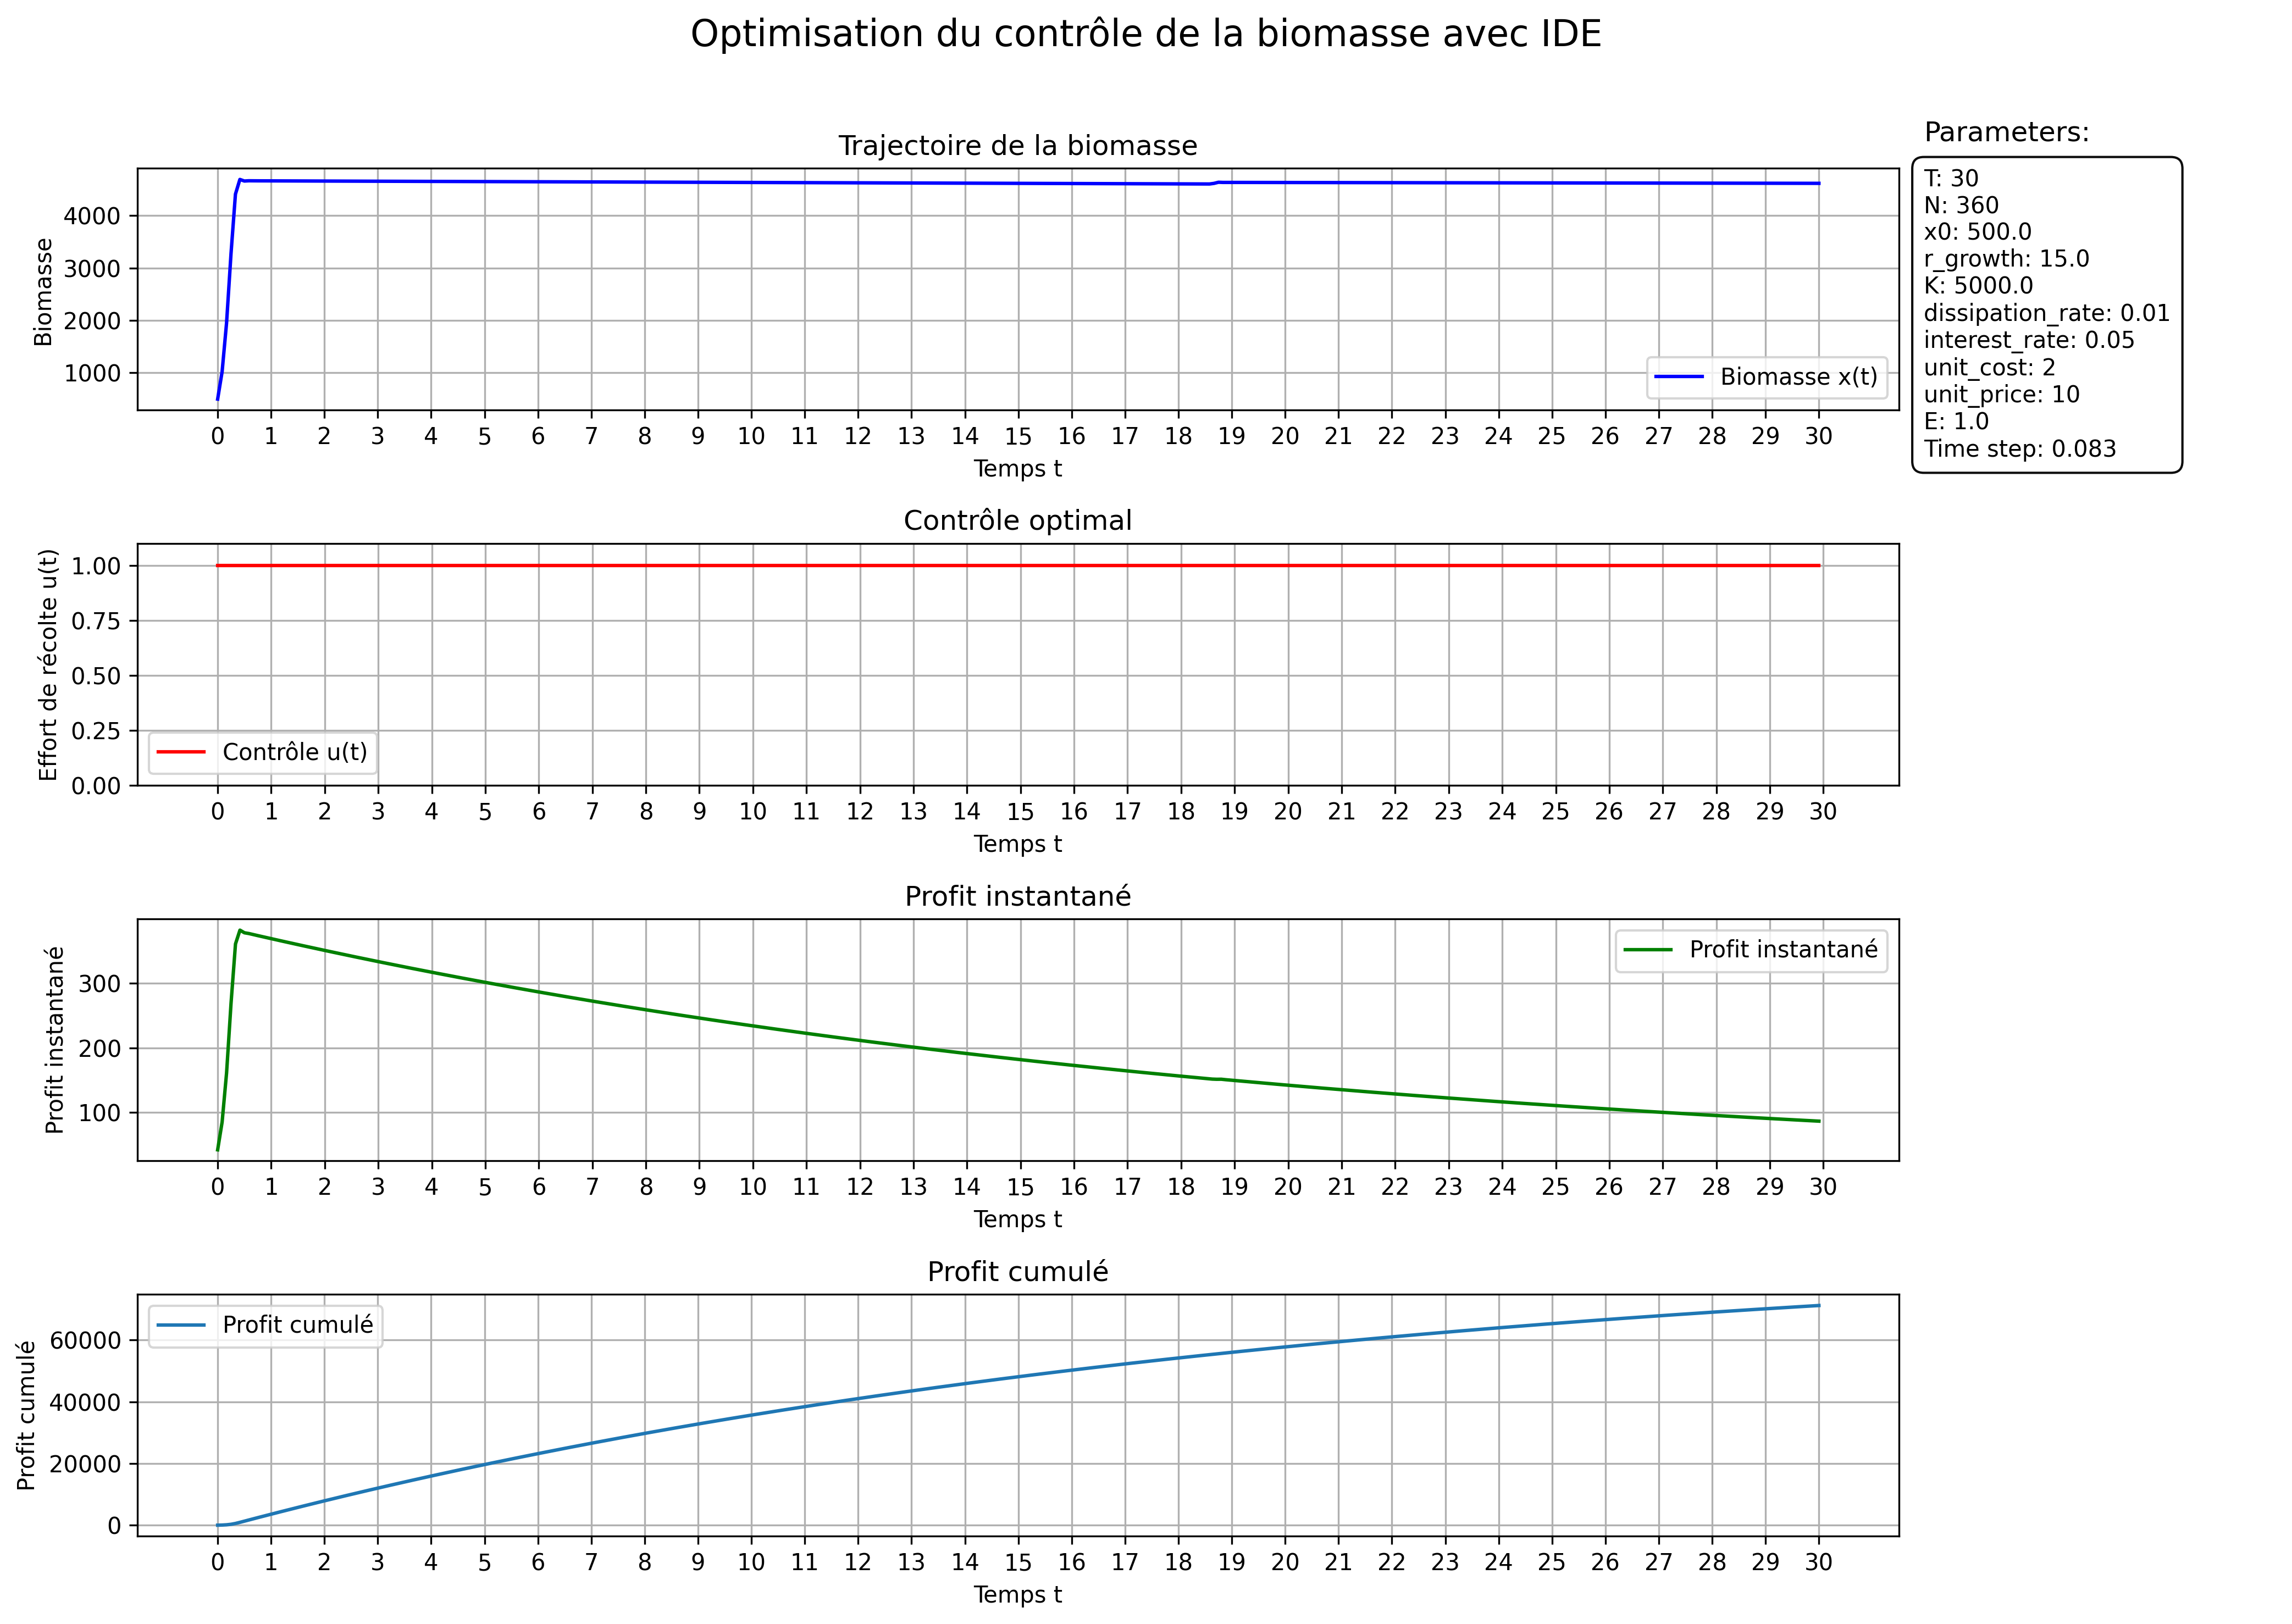 Optimisation du contrôle de la biomasse avec IDE
Trajectoire de la biomasse
Biomasse
4000
3000
2000
1000
Biomasse x(t)
0 1 2 3 4 5 6 7 8 9 10 11 12 13 14 15 16 17 18 19 20 21 22 23 24 25 26 27 28 29 30
Temps t
Parameters:
T: 30
N: 360
x0: 500.0
r_growth: 15.0
K: 5000.0
dissipation_rate: 0.01
interest_rate: 0.05
unit_cost: 2
unit_price: 10
E: 1.0
Time step: 0.083
Contrôle optimal
Effort de récolte u(t)
1.00
0.75
0.50
0.25
0.00
Contrôle u(t)
0 1 2 3 4 5 6 7 8 9 10 11 12 13 14 15 16 17 18 19 20 21 22 23 24 25 26 27 28 29 30
Temps t
Profit instantané
Profit instantané
300
200
100
Profit instantané
0 1 2 3 4 5 6 7 8 9 10 11 12 13 14 15 16 17 18 19 20 21 22 23 24 25 26 27 28 29 30
Temps t
Profit cumulé
Profit cumulé
60000
40000
20000
0
Profit cumulé
0 1 2 3 4 5 6 7 8 9 10 11 12 13 14 15 16 17 18 19 20 21 22 23 24 25 26 27 28 29 30
Temps t